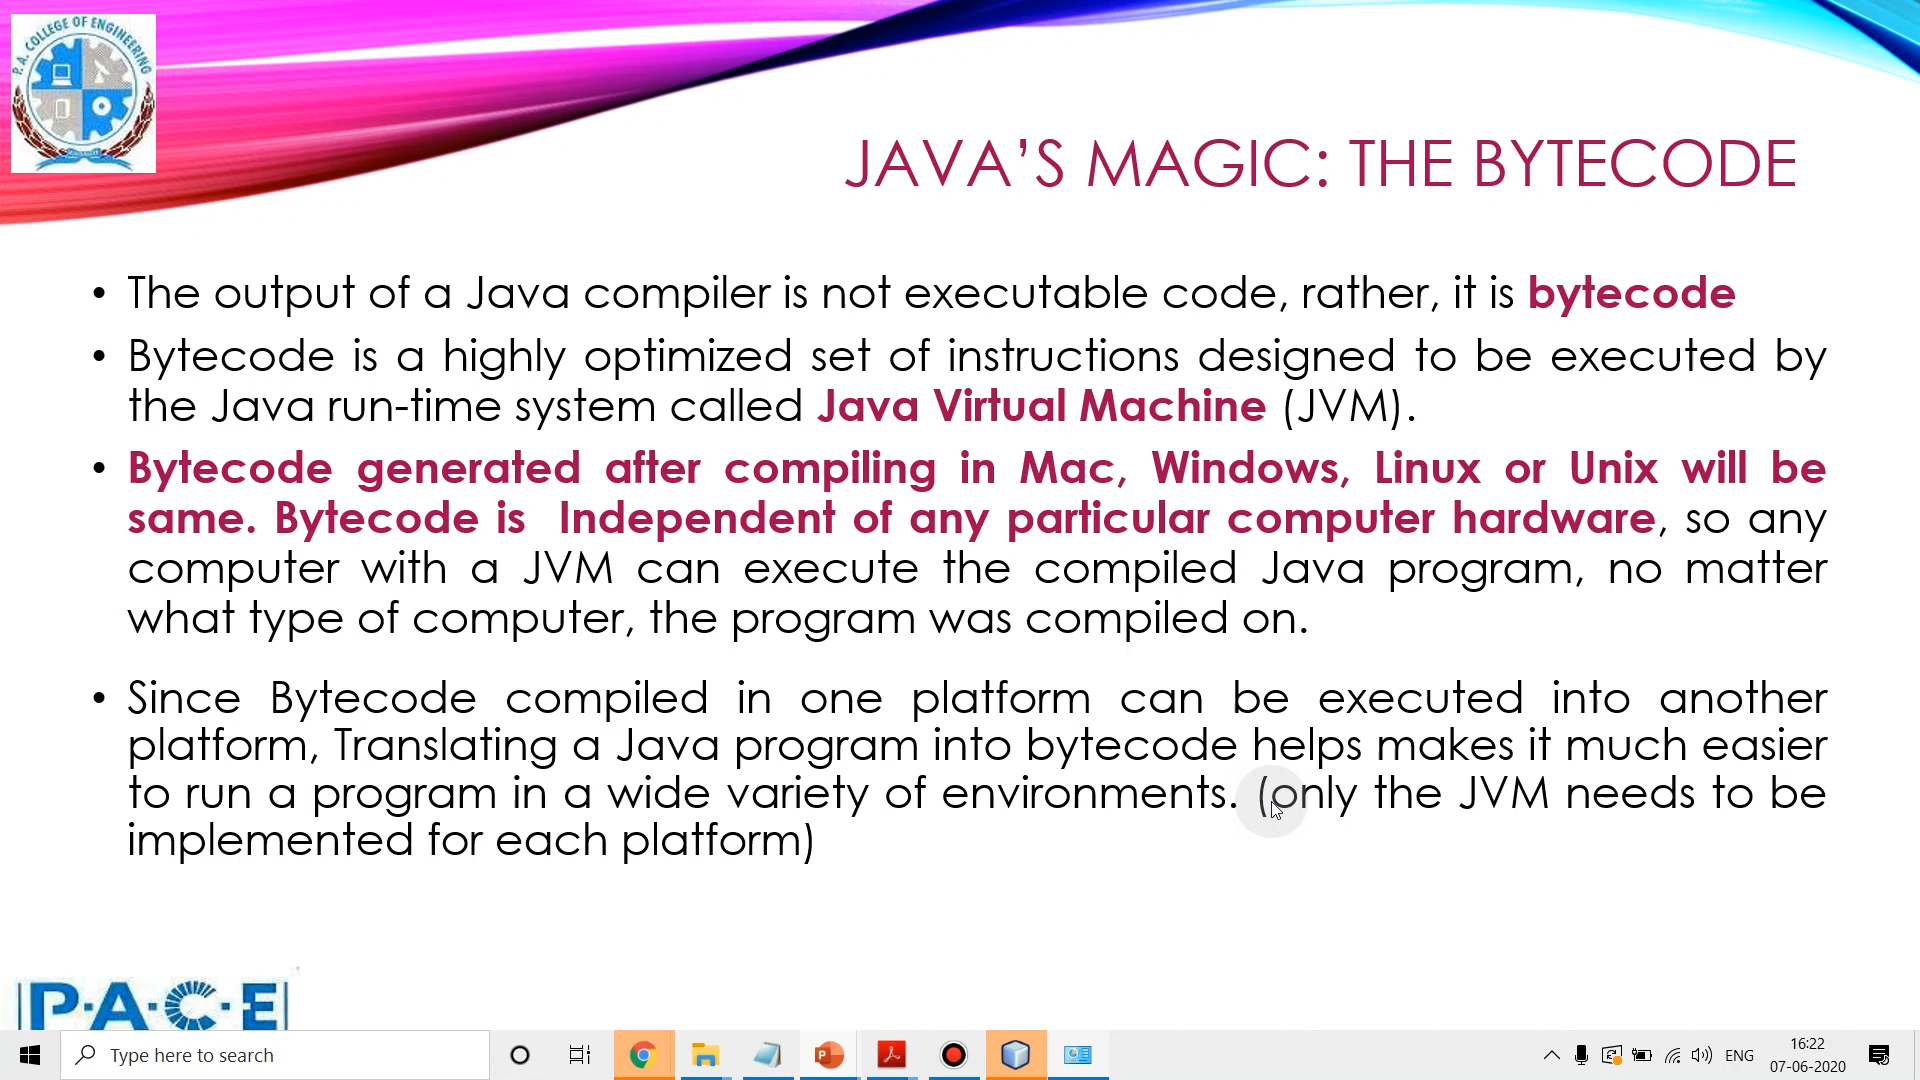 P.A. COLLEGE OF ENGINEERING
JAVA’S MAGIC: THE BYTECODE
• The output of a Java compiler is not executable code, rather, it is bytecode
• Bytecode is a highly optimized set of instructions designed to be executed by
the Java run-time system called Java Virtual Machine (JVM).
• Bytecode generated after compiling in Mac, Windows, Linux or Unix will be
same. Bytecode is  Independent of any particular computer hardware, so any
computer with a JVM can execute the compiled Java program, no matter
what type of computer, the program was compiled on.
• Since Bytecode compiled in one platform can be executed into another
platform, Translating a Java program into bytecode helps makes it much easier
to run a program in a wide variety of environments. (only the JVM needs to be
implemented for each platform)
P·A·C·E
Type here to search
ENG
16:22
07-06-2020